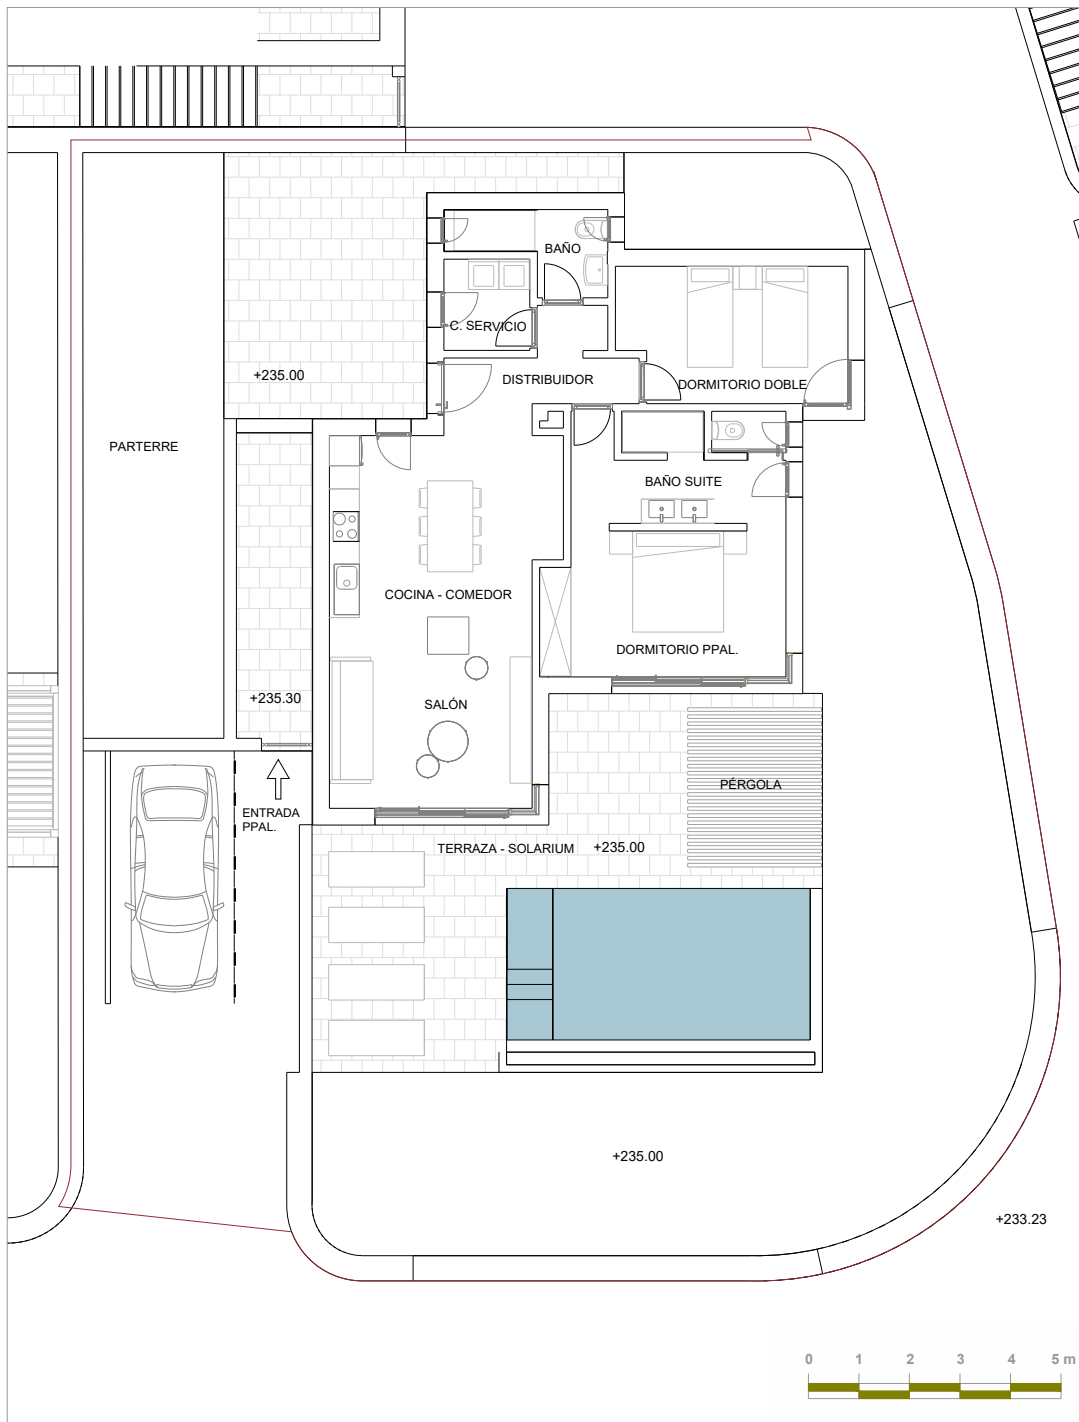 BAÑO
C. SERVICIO
+235.00
DISTRIBUIDOR
DORMITORIO DOBLE
PARTERRE
BAÑO SUITE
COCINA - COMEDOR
DORMITORIO PPAL.
+235.30
SALÓN
PÉRGOLA
ENTRADA
PPAL.
TERRAZA - SOLARIUM +235.00
+235.00
+233.23
0 1 2 3 4 5 m